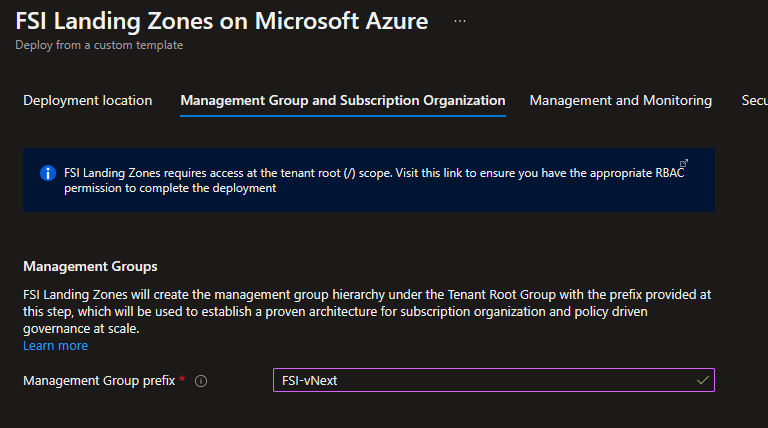 FSI Landing Zones on Microsoft Azure ...
Deploy from a custom template
Deployment location Management Group and Subscription Organization Management and Monitoring Secu
FSI Landing Zones requires access at the tenant root (/) scope. Visit this link to ensure you have the appropriate RBAC
permission to complete the deployment
Management Groups
FSI Landing Zones will create the management group hierarchy under the Tenant Root Group with the prefix provided at
this step, which will be used to establish a proven architecture for subscription organization and policy driven
governance at scale.
Learn more
Management Group prefix * FSI-vNext